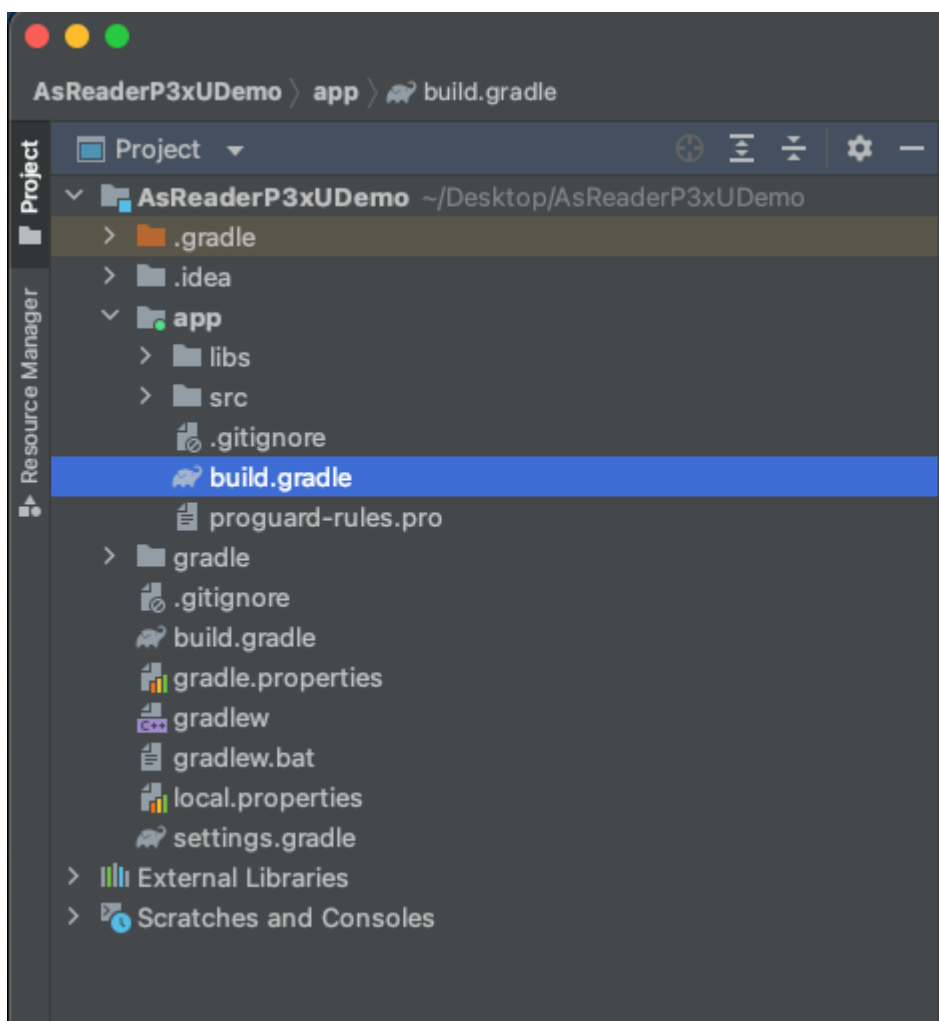 AsReaderP3xUDemo 〉 app 〉 build.gradle
Project
Project
Resource Manager
AsReaderP3xUDemo ~/Desktop/AsReaderP3xUDemo
.gradle
.idea
app
libs
src
.gitignore
build.gradle
proguard-rules.pro
gradle
.gitignore
build.gradle
gradle.properties
C++ gradlew
gradlew.bat
local.properties
settings.gradle
External Libraries
Scratches and Consoles